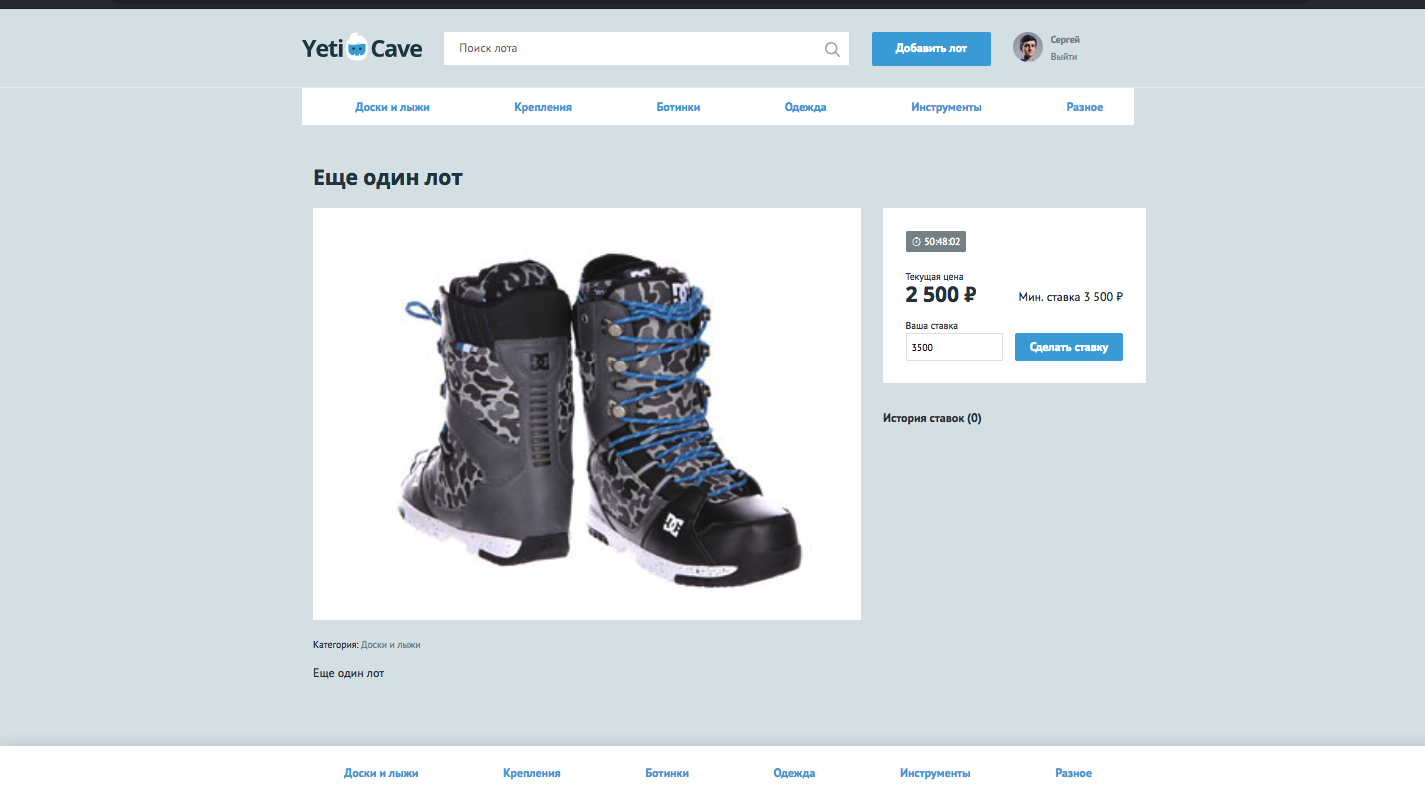 Yeti Cave
Поиск лота
Добавить лот
Сергей
Выйти
Доски и лыжи Крепления Ботинки Одежда Инструменты Разное
Еще один лот
50:48:02
Текущая цена
2 500 ₽ Мин. ставка 3 500 ₽
Ваша ставка
3500 Сделать ставку
История ставок (0)
Категория: Доски и лыжи
Еще один лот
Доски и лыжи Крепления Ботинки Одежда Инструменты Разное